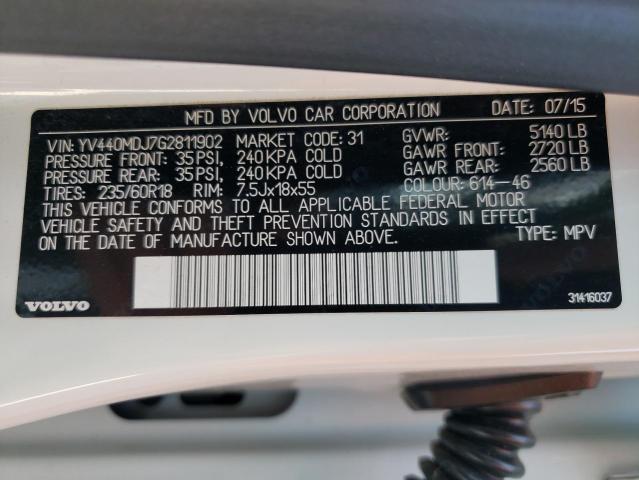 MFD BY VOLVO CAR CORPORATION DATE: 07/15
VIN: YV440MDJ7G2811902 MARKET CODE: 31 GVWR: 5140 LB
PRESSURE FRONT: 35 PSI, 240 KPA COLD GAWR FRONT: 2720 LB
PRESSURE REAR: 35 PSI, 240 KPA COLD GAWR REAR: 2560 LB
TIRES: 235/60R18 RIM: 7.5Jx18x55 COLOUR: 614-46
THIS VEHICLE CONFORMS TO ALL APPLICABLE FEDERAL MOTOR
VEHICLE SAFETY AND THEFT PREVENTION STANDARDS IN EFFECT
ON THE DATE OF MANUFACTURE SHOWN ABOVE. TYPE: MPV
VOLVO 31416037